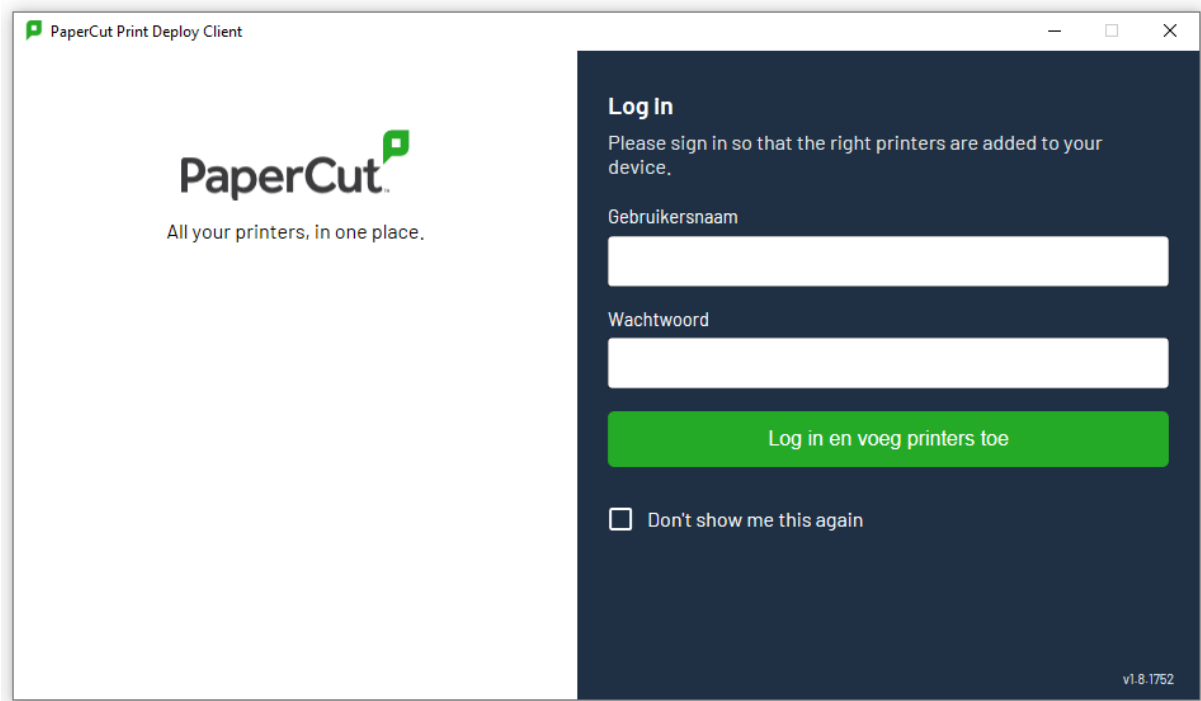 PaperCut Print Deploy Client
PaperCut™
All your printers, in one place.
Log In
Please sign in so that the right printers are added to your
device.
Gebruikersnaam
Wachtwoord
Log in en voeg printers toe
Don't show me this again
v1.8.1752